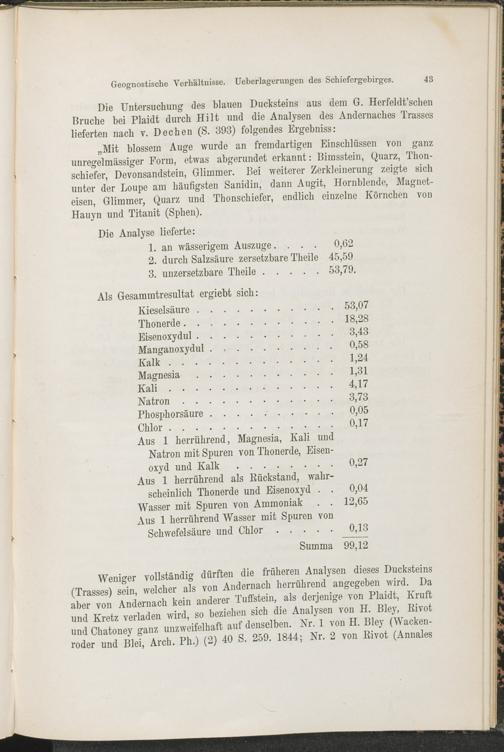 Geognostische Verhältnisse. Ueberlagerungen des Schiefergebirges. 43
Die Untersuchung des blauen Ducksteins aus dem G. Herfeldt'schen
Bruche bei Plaidt durch Hilt und die Analysen des Andernaches Trasses
lieferten nach v. Dechen (S. 393) folgendes Ergebniss:
„Mit blossem Auge wurde an fremdartigen Einschlüssen von ganz
unregelmässiger Form, etwas abgerundet erkannt: Bimsstein, Quarz, Thon-
schiefer, Devonsandstein, Glimmer. Bei weiterer Zerkleinerung zeigte sich
unter der Loupe am häufigsten Sanidin, dann Augit, Hornblende, Magnet-
eisen, Glimmer, Quarz und Thonschiefer, endlich einzelne Körnchen von
Hauyn und Titanit (Sphen).
Die Analyse lieferte:
1. an wässerigem Auszuge . . . . 0,62
2. durch Salzsäure zersetzbare Theile 45,59
3. unzersetzbare Theile . . . . . 53,79.
Als Gesammtresultat ergiebt sich:
Kieselsäure . . . . . . . . . . . 53,07
Thonerde . . . . . . . . . . . . 18,28
Eisenoxydul . . . . . . . . . . . 3,43
Manganoxydul . . . . . . . . . . 0,58
Kalk . . . . . . . . . . . . . 1,24
Magnesia . . . . . . . . . . . 1,31
Kali . . . . . . . . . . . . . 4,17
Natron . . . . . . . . . . . . . 3,73
Phosphorsäure . . . . . . . . . . 0,05
Chlor . . . . . . . . . . . . . 0,17
Aus 1 herrührend, Magnesia, Kali und
Natron mit Spuren von Thonerde, Eisen-
oxyd und Kalk . . . . . . . . 0,27
Aus 1 herrührend als Rückstand, wahr-
scheinlich Thonerde und Eisenoxyd . . 0,04
Wasser mit Spuren von Ammoniak . . 12,65
Aus 1 herrührend Wasser mit Spuren von
Schwefelsäure und Chlor . . . . . 0,13
Summa 99,12
Weniger vollständig dürften die früheren Analysen dieses Ducksteins
(Trasses) sein, welcher als von Andernach herrührend angegeben wird. Da
aber von Andernach kein anderer Tuffstein, als derjenige von Plaidt, Kruft
und Kretz verladen wird, so beziehen sich die Analysen von H. Bley, Rivot
und Chatoney ganz unzweifelhaft auf denselben. Nr. 1 von H. Bley (Wacken-
roder und Blei, Arch. Ph.) (2) 40 S. 259. 1844; Nr. 2 von Rivot (Annales